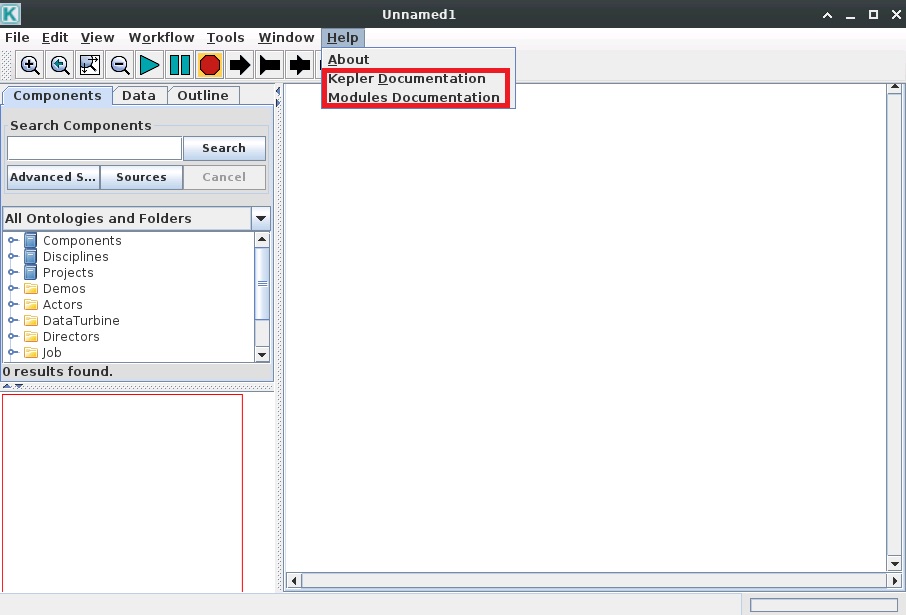 K
Unnamed1
File Edit View Workflow Tools Window Help
About
Kepler Documentation
Modules Documentation
Components Data Outline
Search Components
Search
Advanced S... Sources Cancel
All Ontologies and Folders
Components
Disciplines
Projects
Demos
Actors
DataTurbine
Directors
Job
0 results found.